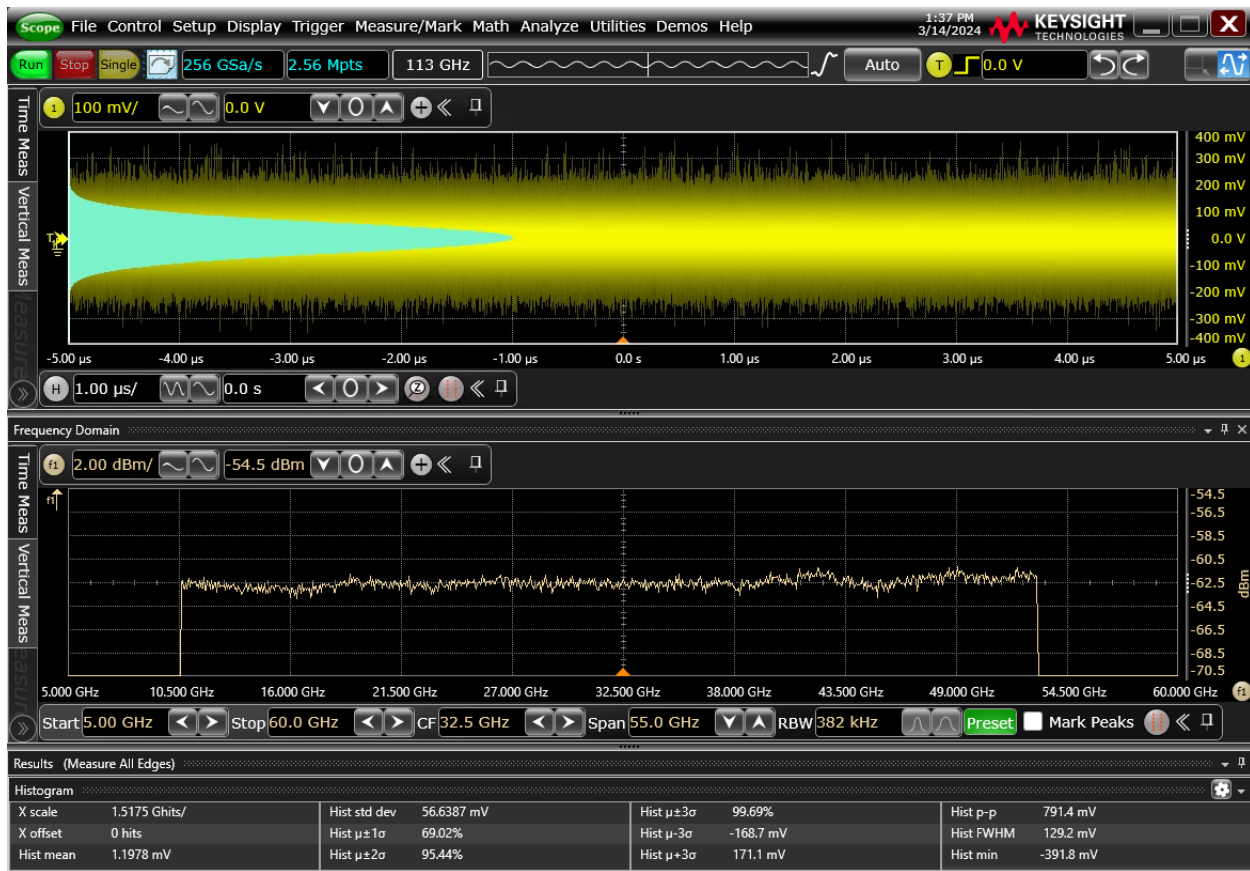 Scope File Control Setup Display Trigger Measure/Mark Math Analyze Utilities Demos Help 1:37 PM 3/14/2024 KEYSIGHT TECHNOLOGIES X
Run Stop Single 256 GSa/s 2.56 Mpts 113 GHz Auto T 0.0 V
1 100 mV/ 0.0 V
Time Meas
Vertical Meas
Measure
400 mV
300 mV
200 mV
100 mV
0.0 V
-100 mV
-200 mV
-300 mV
-400 mV
-5.00 µs -4.00 µs -3.00 µs -2.00 µs -1.00 µs 0.0 s 1.00 µs 2.00 µs 3.00 µs 4.00 µs 5.00 µs 1
H 1.00 µs/ 0.0 s Z
Frequency Domain
f1 2.00 dBm/ -54.5 dBm
Time Meas
Vertical Meas
f1
-54.5
-56.5
-58.5
-60.5
-62.5
-64.5
-66.5
-68.5
-70.5
dBm
5.000 GHz 10.500 GHz 16.000 GHz 21.500 GHz 27.000 GHz 32.500 GHz 38.000 GHz 43.500 GHz 49.000 GHz 54.500 GHz 60.000 GHz f1
Start 5.00 GHz Stop 60.0 GHz CF 32.5 GHz Span 55.0 GHz RBW 382 kHz Preset Mark Peaks
Results (Measure All Edges)
Histogram
X scale 1.5175 Ghits/ Hist std dev 56.6387 mV Hist µ±3σ 99.69% Hist p-p 791.4 mV
X offset 0 hits Hist µ±1σ 69.02% Hist µ-3σ -168.7 mV Hist FWHM 129.2 mV
Hist mean 1.1978 mV Hist µ±2σ 95.44% Hist µ+3σ 171.1 mV Hist min -391.8 mV